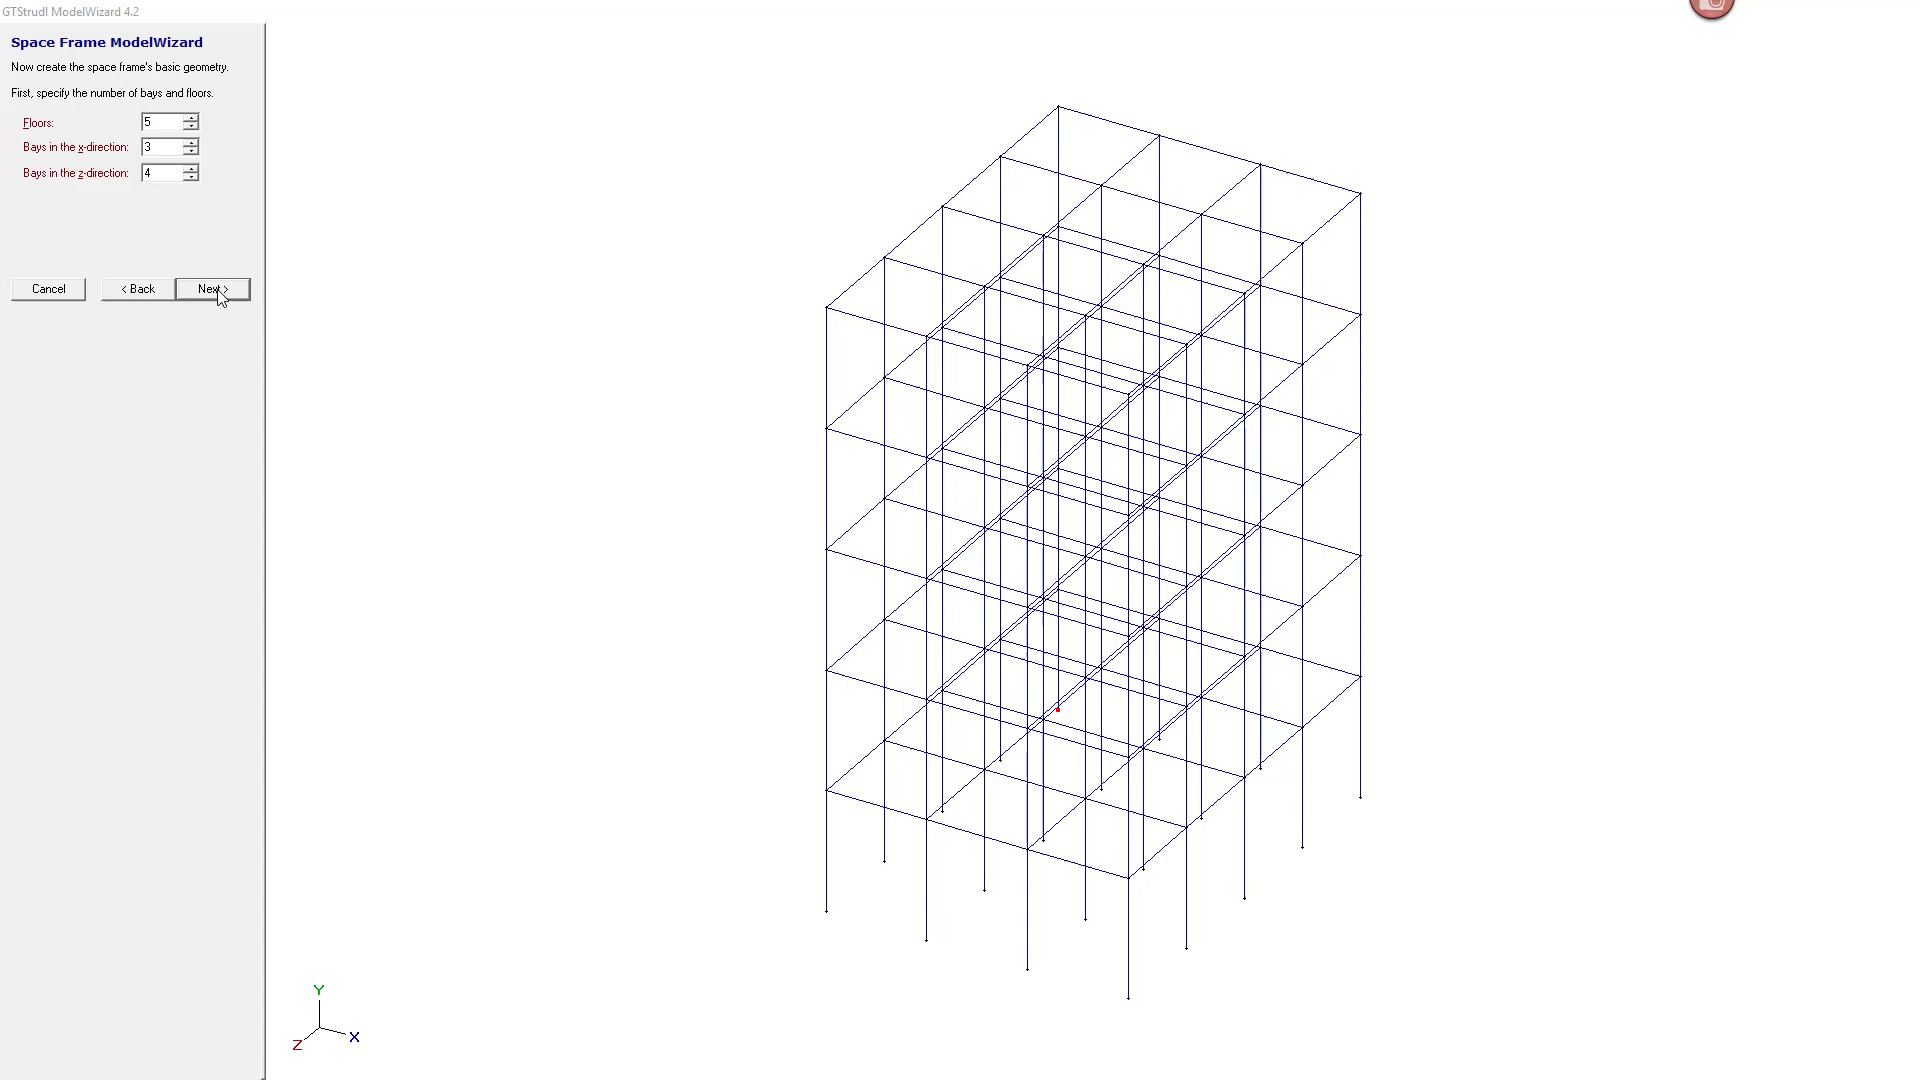 GTStrudl ModelWizard 4.2
Space Frame ModelWizard
Now create the space frame's basic geometry.
First, specify the number of bays and floors.
Floors: 5
Bays in the x-direction: 3
Bays in the z-direction: 4
Cancel < Back Next >
Y
X
Z